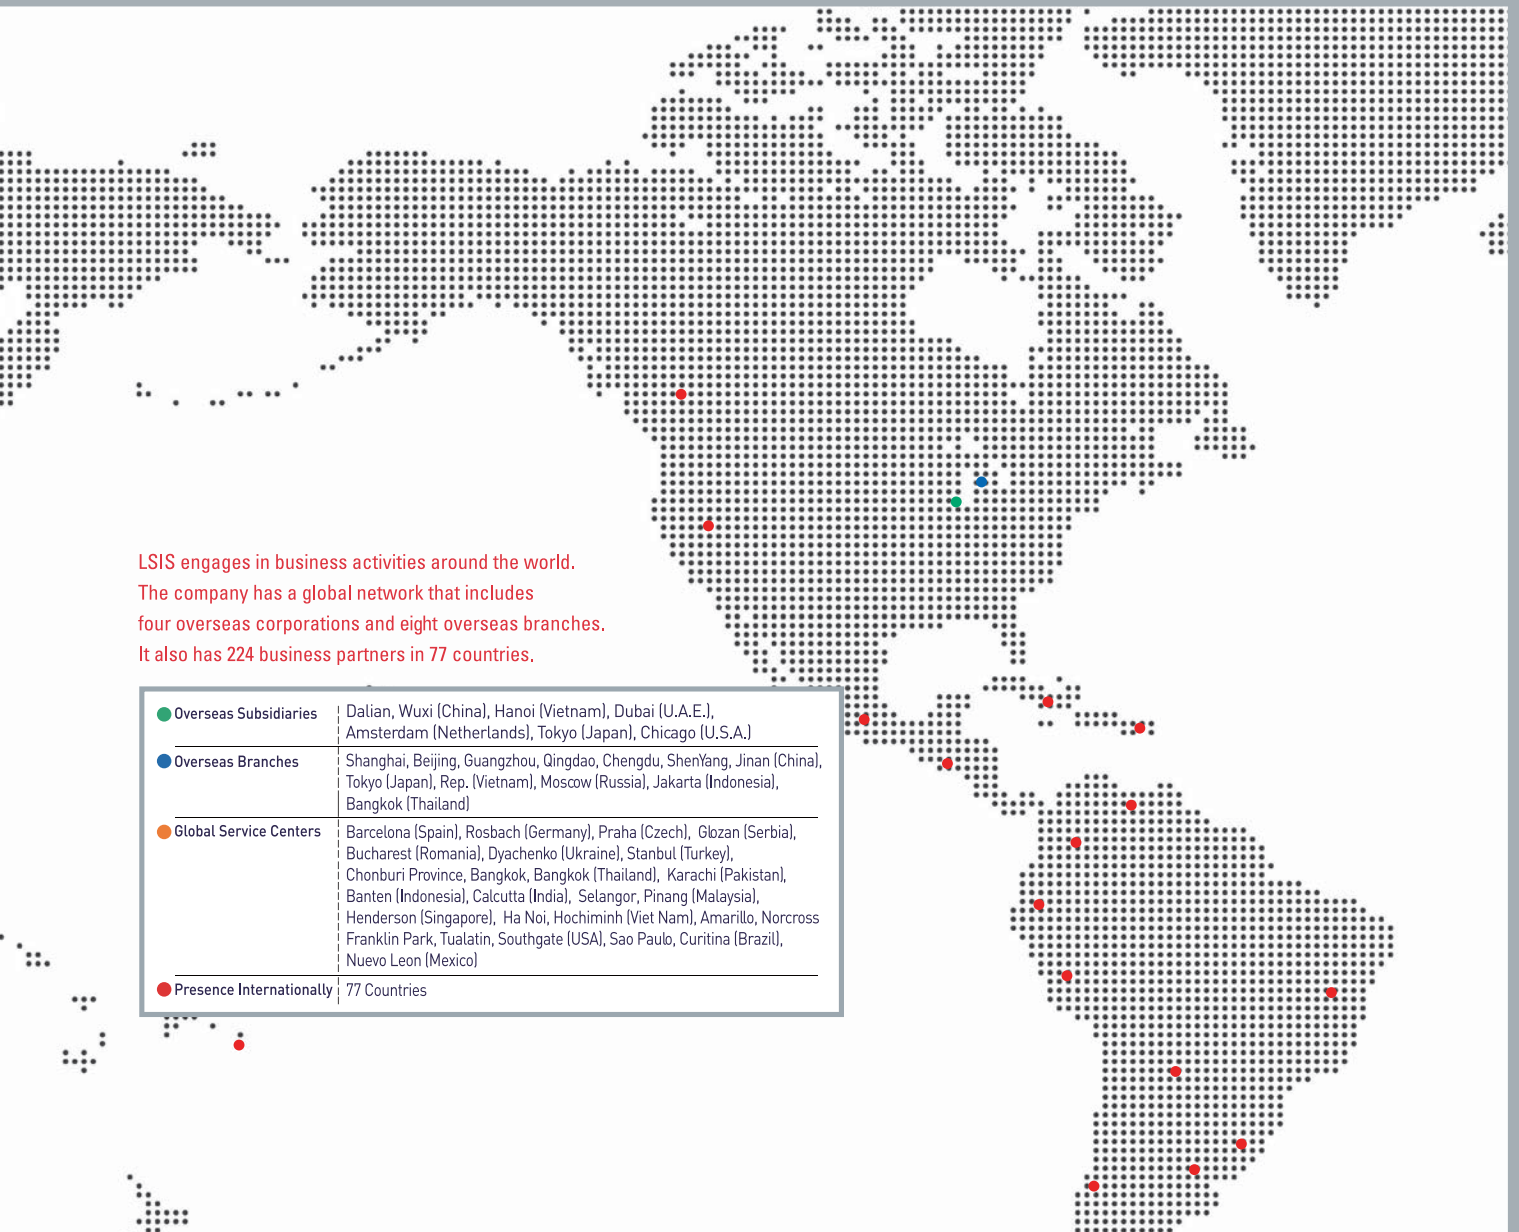 LSIS engages in business activities around the world.
The company has a global network that includes
four overseas corporations and eight overseas branches.
It also has 224 business partners in 77 countries.
Overseas Subsidiaries
Dalian, Wuxi (China), Hanoi (Vietnam), Dubai (U.A.E.),
Amsterdam (Netherlands), Tokyo (Japan), Chicago (U.S.A.)
Overseas Branches
Shanghai, Beijing, Guangzhou, Qingdao, Chengdu, ShenYang, Jinan (China),
Tokyo (Japan), Rep. (Vietnam), Moscow (Russia), Jakarta (Indonesia),
Bangkok (Thailand)
Global Service Centers
Barcelona (Spain), Rosbach (Germany), Praha (Czech), Glozan (Serbia),
Bucharest (Romania), Dyachenko (Ukraine), Stanbul (Turkey),
Chonburi Province, Bangkok, Bangkok (Thailand), Karachi (Pakistan),
Banten (Indonesia), Calcutta (India), Selangor, Pinang (Malaysia),
Henderson (Singapore), Ha Noi, Hochiminh (Viet Nam), Amarillo, Norcross
Franklin Park, Tualatin, Southgate (USA), Sao Paulo, Curitina (Brazil),
Nuevo Leon (Mexico)
Presence Internationally
77 Countries